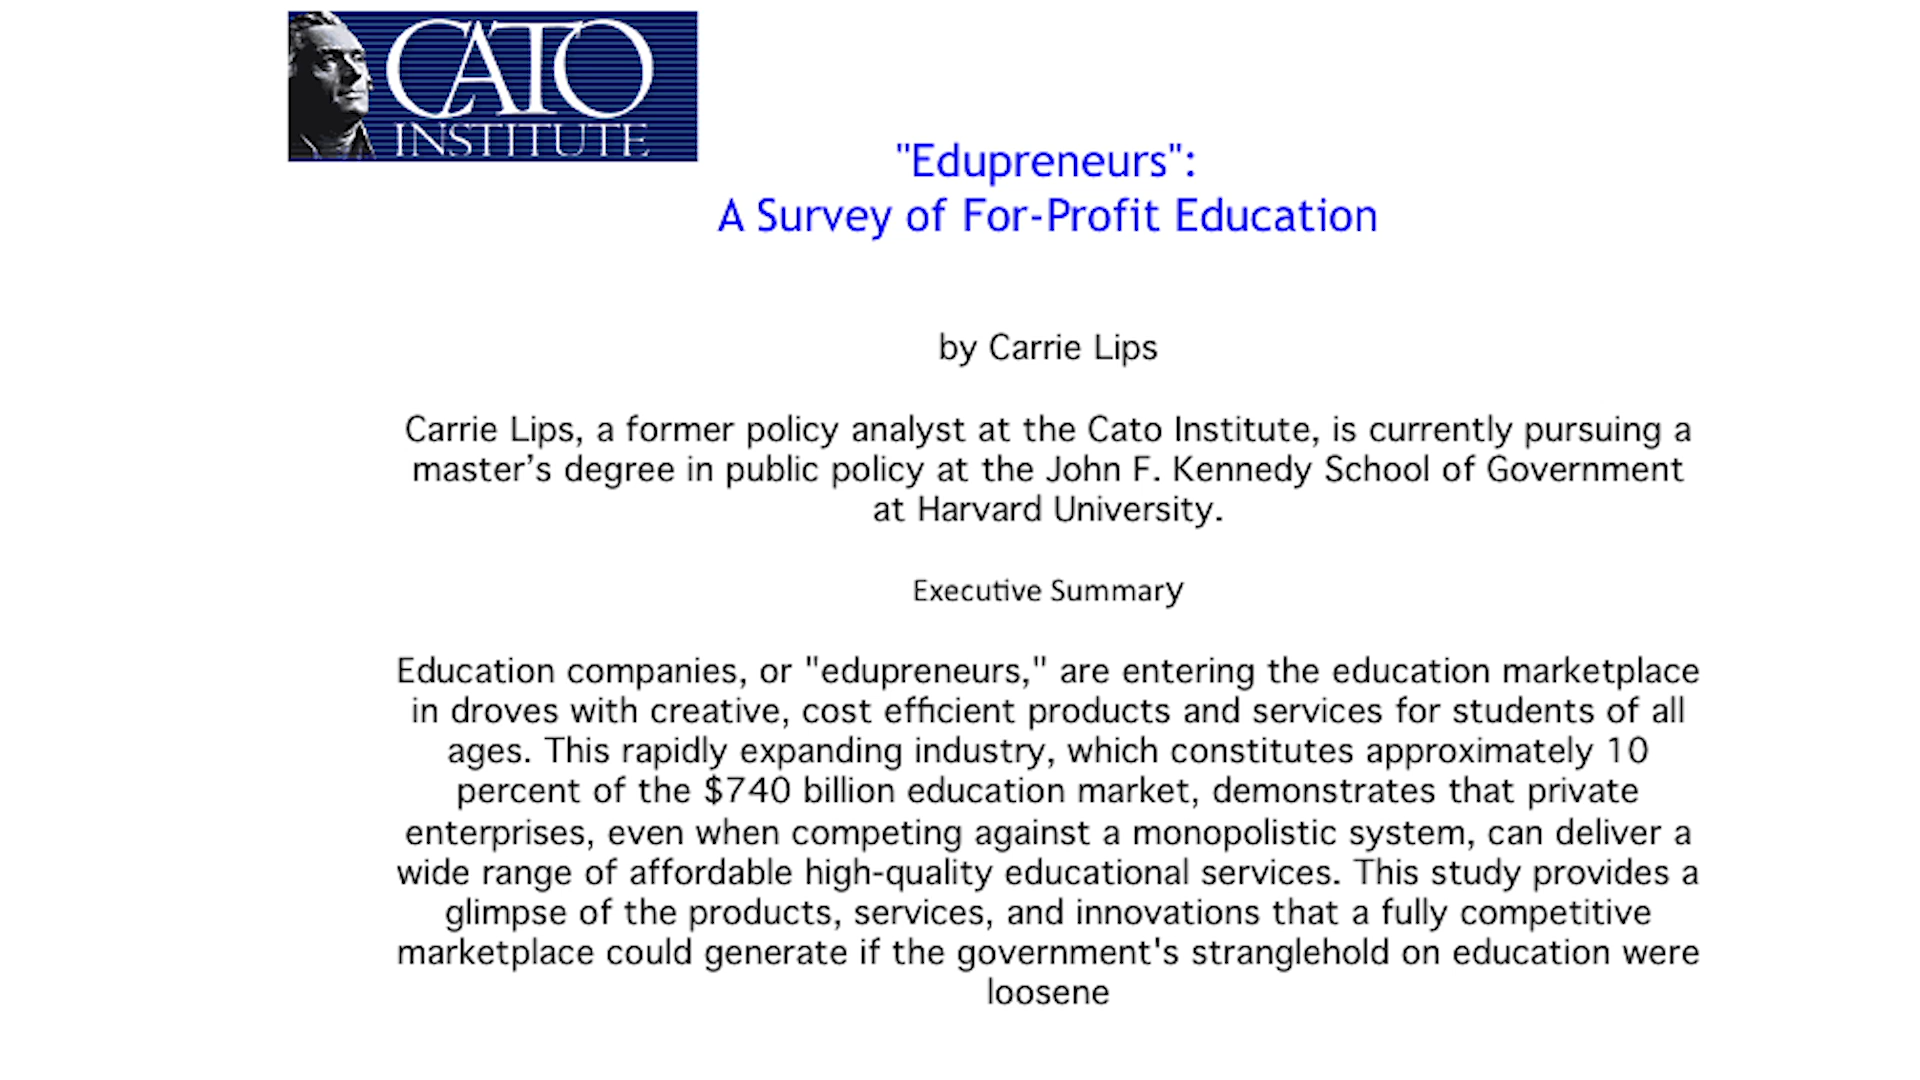 CATO
INSTITUTE
"Edupreneurs":
A Survey of For-Profit Education
by Carrie Lips
Carrie Lips, a former policy analyst at the Cato Institute, is currently pursuing a
master’s degree in public policy at the John F. Kennedy School of Government
at Harvard University.
Executive Summary
Education companies, or "edupreneurs," are entering the education marketplace
in droves with creative, cost efficient products and services for students of all
ages. This rapidly expanding industry, which constitutes approximately 10
percent of the $740 billion education market, demonstrates that private
enterprises, even when competing against a monopolistic system, can deliver a
wide range of affordable high-quality educational services. This study provides a
glimpse of the products, services, and innovations that a fully competitive
marketplace could generate if the government's stranglehold on education were
loosene